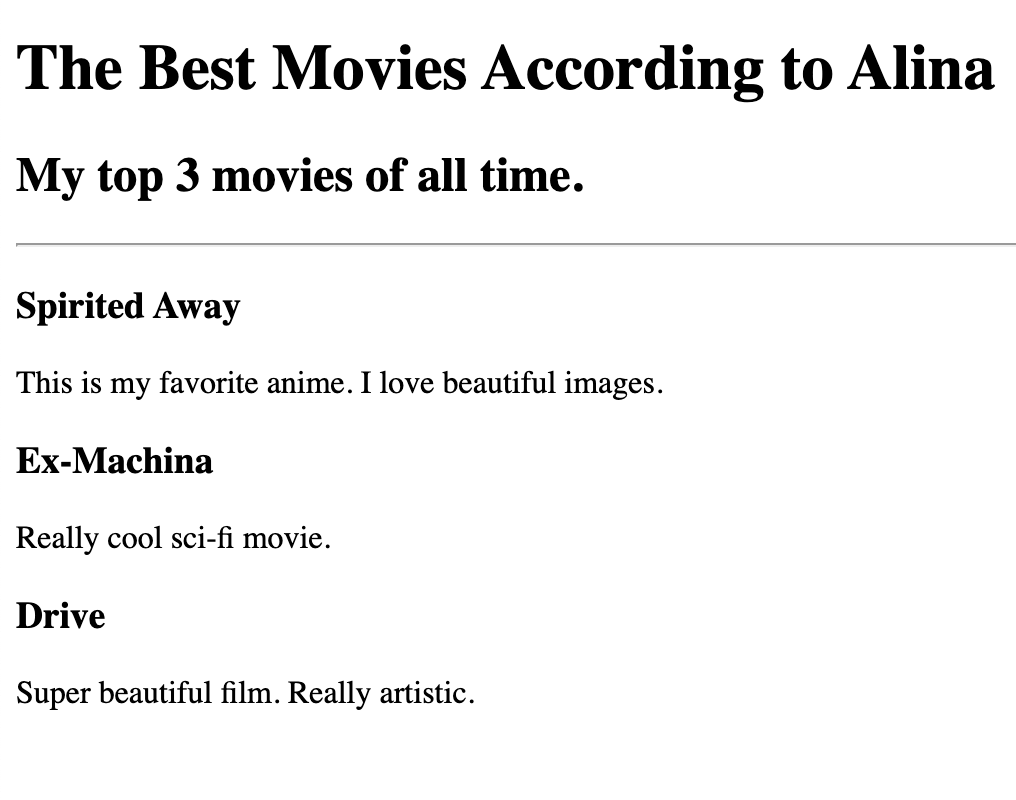 The Best Movies According to Alina
My top 3 movies of all time.
Spirited Away
This is my favorite anime. I love beautiful images.
Ex-Machina
Really cool sci-fi movie.
Drive
Super beautiful film. Really artistic.